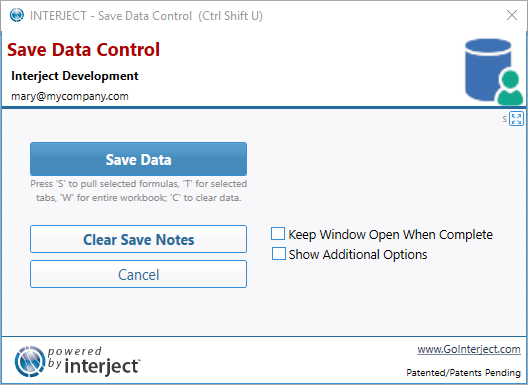 INTERJECT - Save Data Control (Ctrl Shift U)
Save Data Control
Interject Development
mary@mycompany.com
S
Save Data
Press 'S' to pull selected formulas, 'T' for selected
tabs, 'W' for entire workbook; 'C' to clear data.
Clear Save Notes
Keep Window Open When Complete
Show Additional Options
Cancel
powered
by interject™
www.GoInterject.com
Patented/Patents Pending